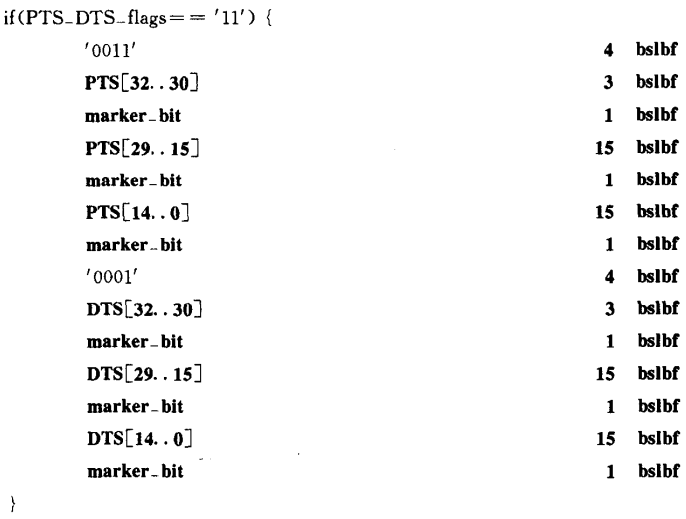 if(PTS_DTS_flags== '11') {
'0011' 4 bslbf
PTS[32..30] 3 bslbf
marker_bit 1 bslbf
PTS[29..15] 15 bslbf
marker_bit 1 bslbf
PTS[14..0] 15 bslbf
marker_bit 1 bslbf
'0001' 4 bslbf
DTS[32..30] 3 bslbf
marker_bit 1 bslbf
DTS[29..15] 15 bslbf
marker_bit 1 bslbf
DTS[14..0] 15 bslbf
marker_bit 1 bslbf
}